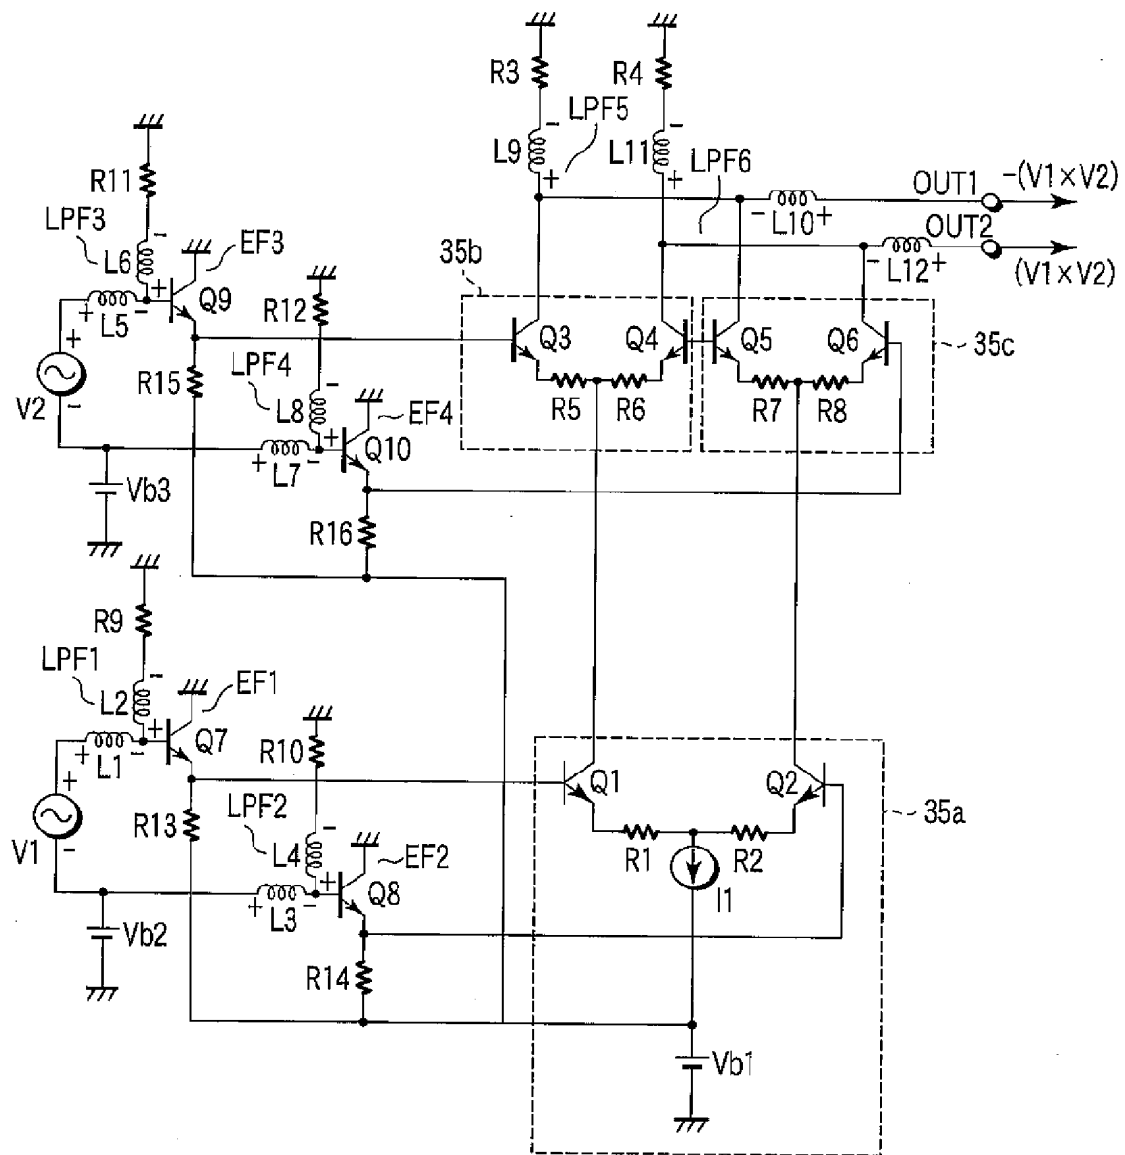 R3
R4
LPF5
L9
-
+
L11
-
+
LPF6
OUT1
-(V1×V2)
- L10 +
OUT2
- L12 +
(V1×V2)
R11
LPF3
L6
-
+
EF3
Q9
+ L5 -
R12
35b
Q3
Q4
Q5
Q6
35c
R15
LPF4
L8
-
+
EF4
Q10
V2
+
-
R5
R6
R7
R8
+ L7 -
Vb3
R16
R9
LPF1
L2
-
+
EF1
Q7
+ L1 -
R10
Q1
Q2
35a
R13
LPF2
L4
-
+
EF2
Q8
V1
+
-
R1
R2
I1
+ L3 -
Vb2
R14
Vb1